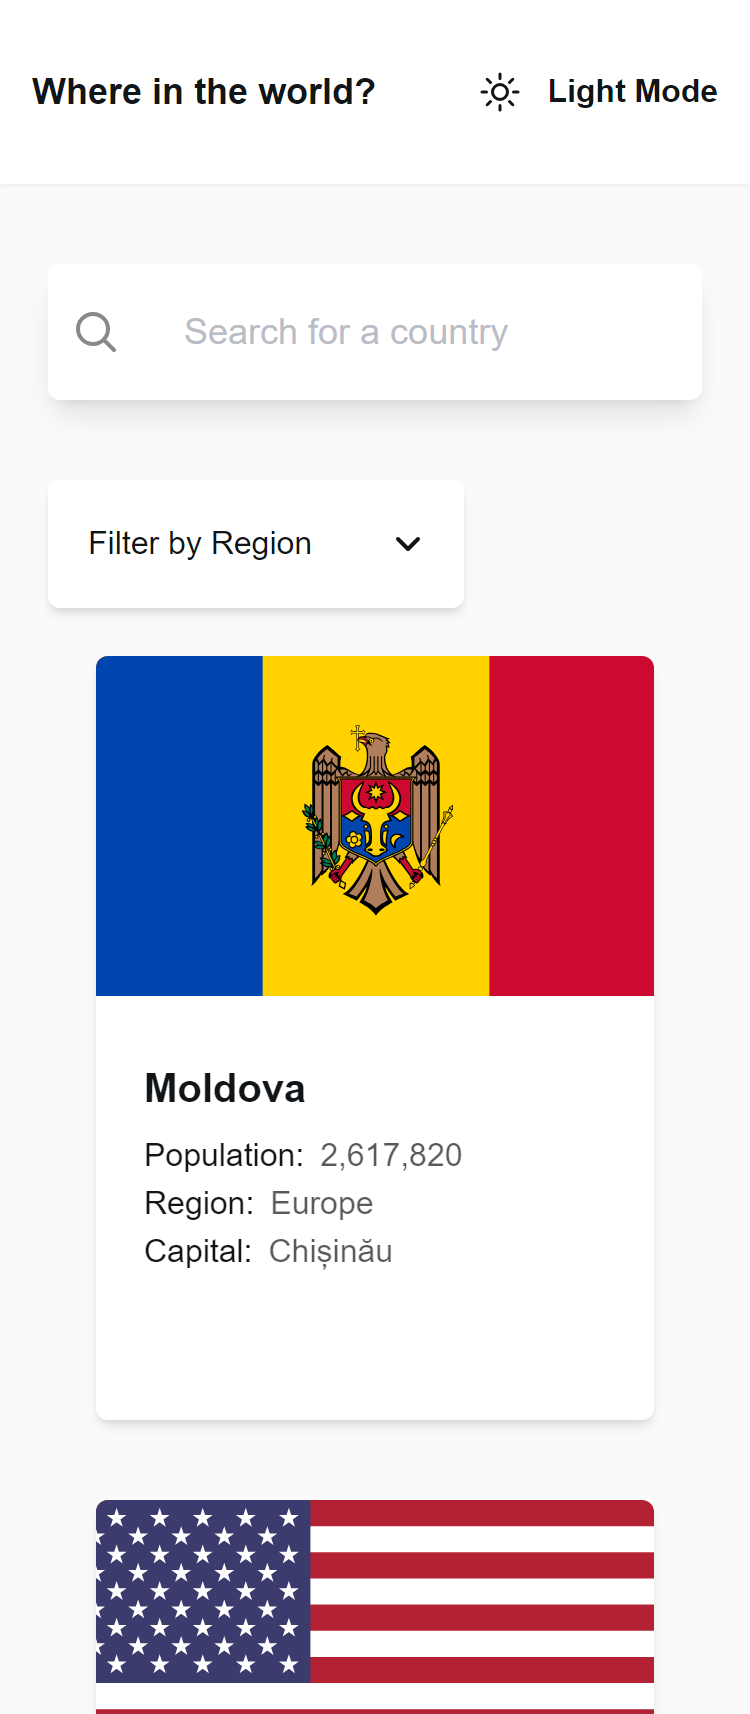 Where in the world?
Light Mode
Search for a country
Filter by Region
Moldova
Population: 2,617,820
Region: Europe
Capital: Chișinău